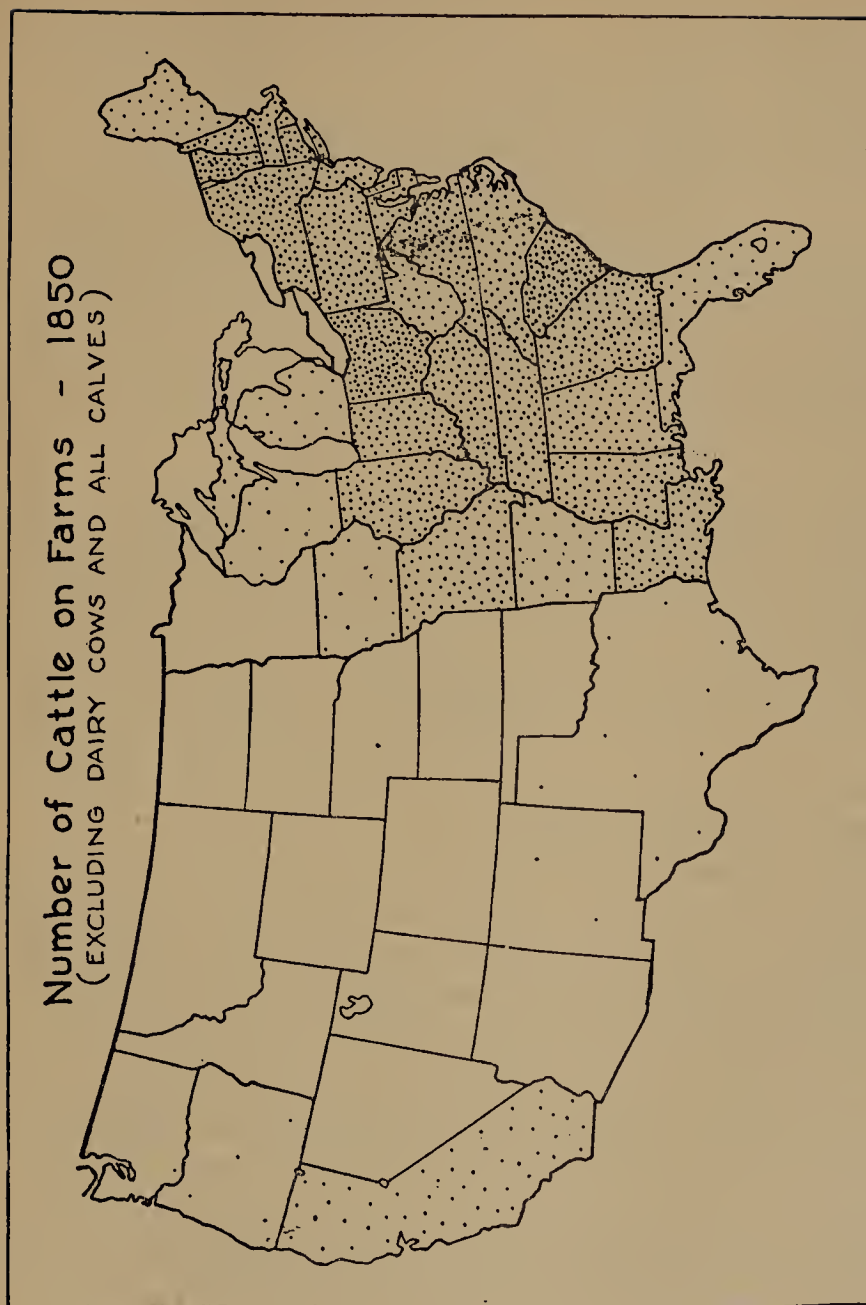 Number of Cattle on Farms - 1850
(EXCLUDING DAIRY COWS AND ALL CALVES)